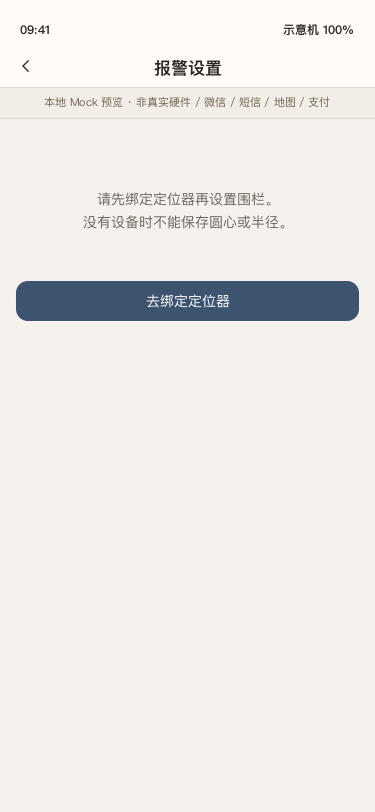 09:41
示意机 100%
报警设置
本地 Mock 预览 · 非真实硬件 / 微信 / 短信 / 地图 / 支付
请先绑定定位器再设置围栏。
没有设备时不能保存圆心或半径。
去绑定定位器